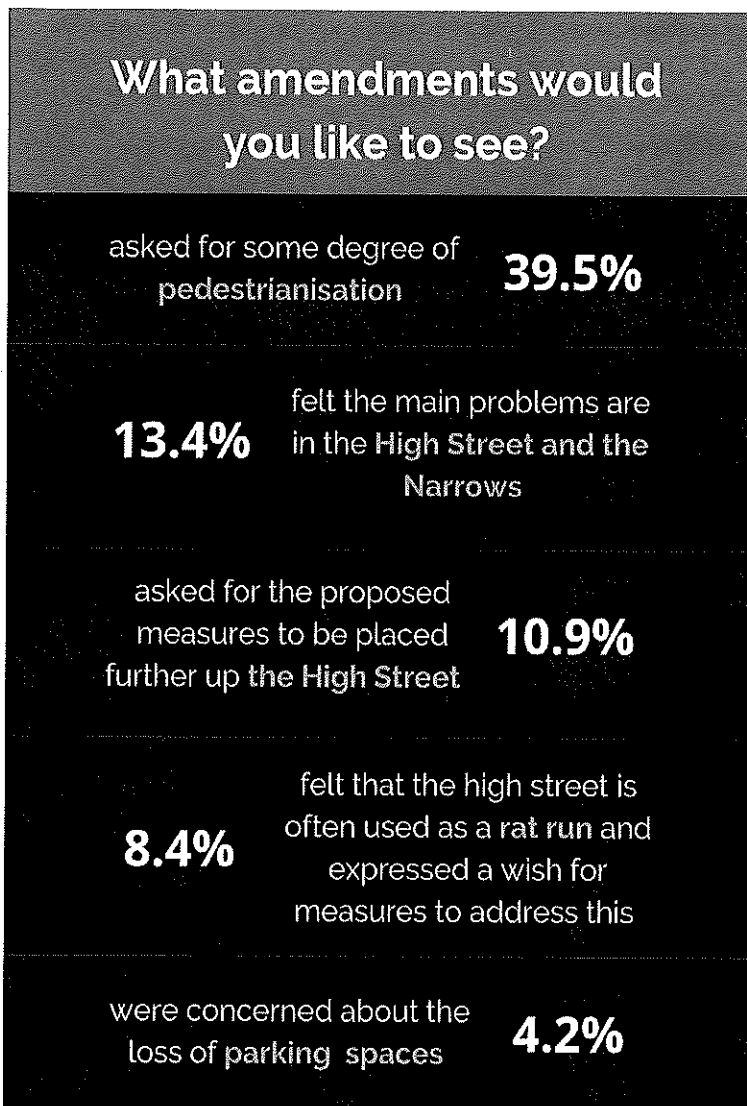 What amendments would
you like to see?
asked for some degree of
pedestrianisation
39.5%
13.4%
felt the main problems are
in the High Street and the
Narrows
asked for the proposed
measures to be placed
further up the High Street
10.9%
8.4%
felt that the high street is
often used as a rat run and
expressed a wish for
measures to address this
were concerned about the
loss of parking spaces
4.2%